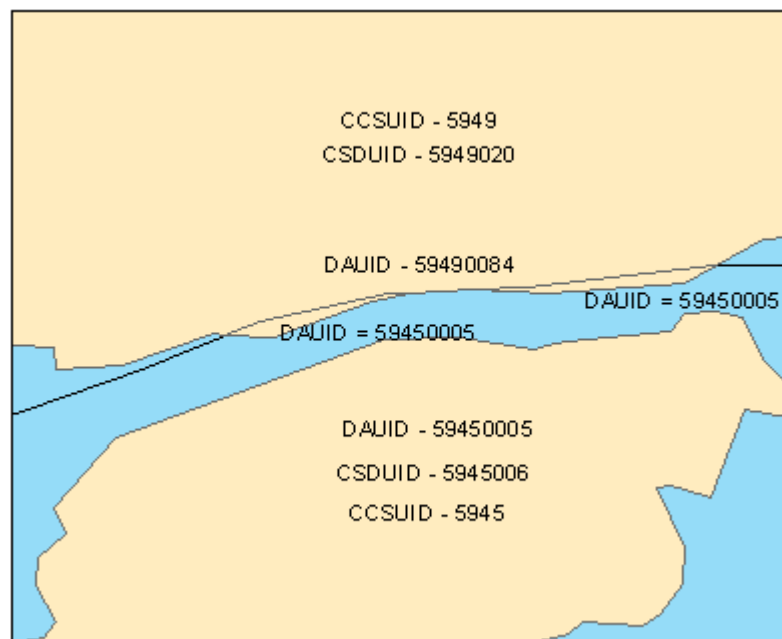 CCSUID - 5949
CSDUID - 5949020
DAUID - 59490084
DAUID = 59450005
DAUID = 59450005
DAUID - 59450005
CSDUID - 5945006
CCSUID - 5945